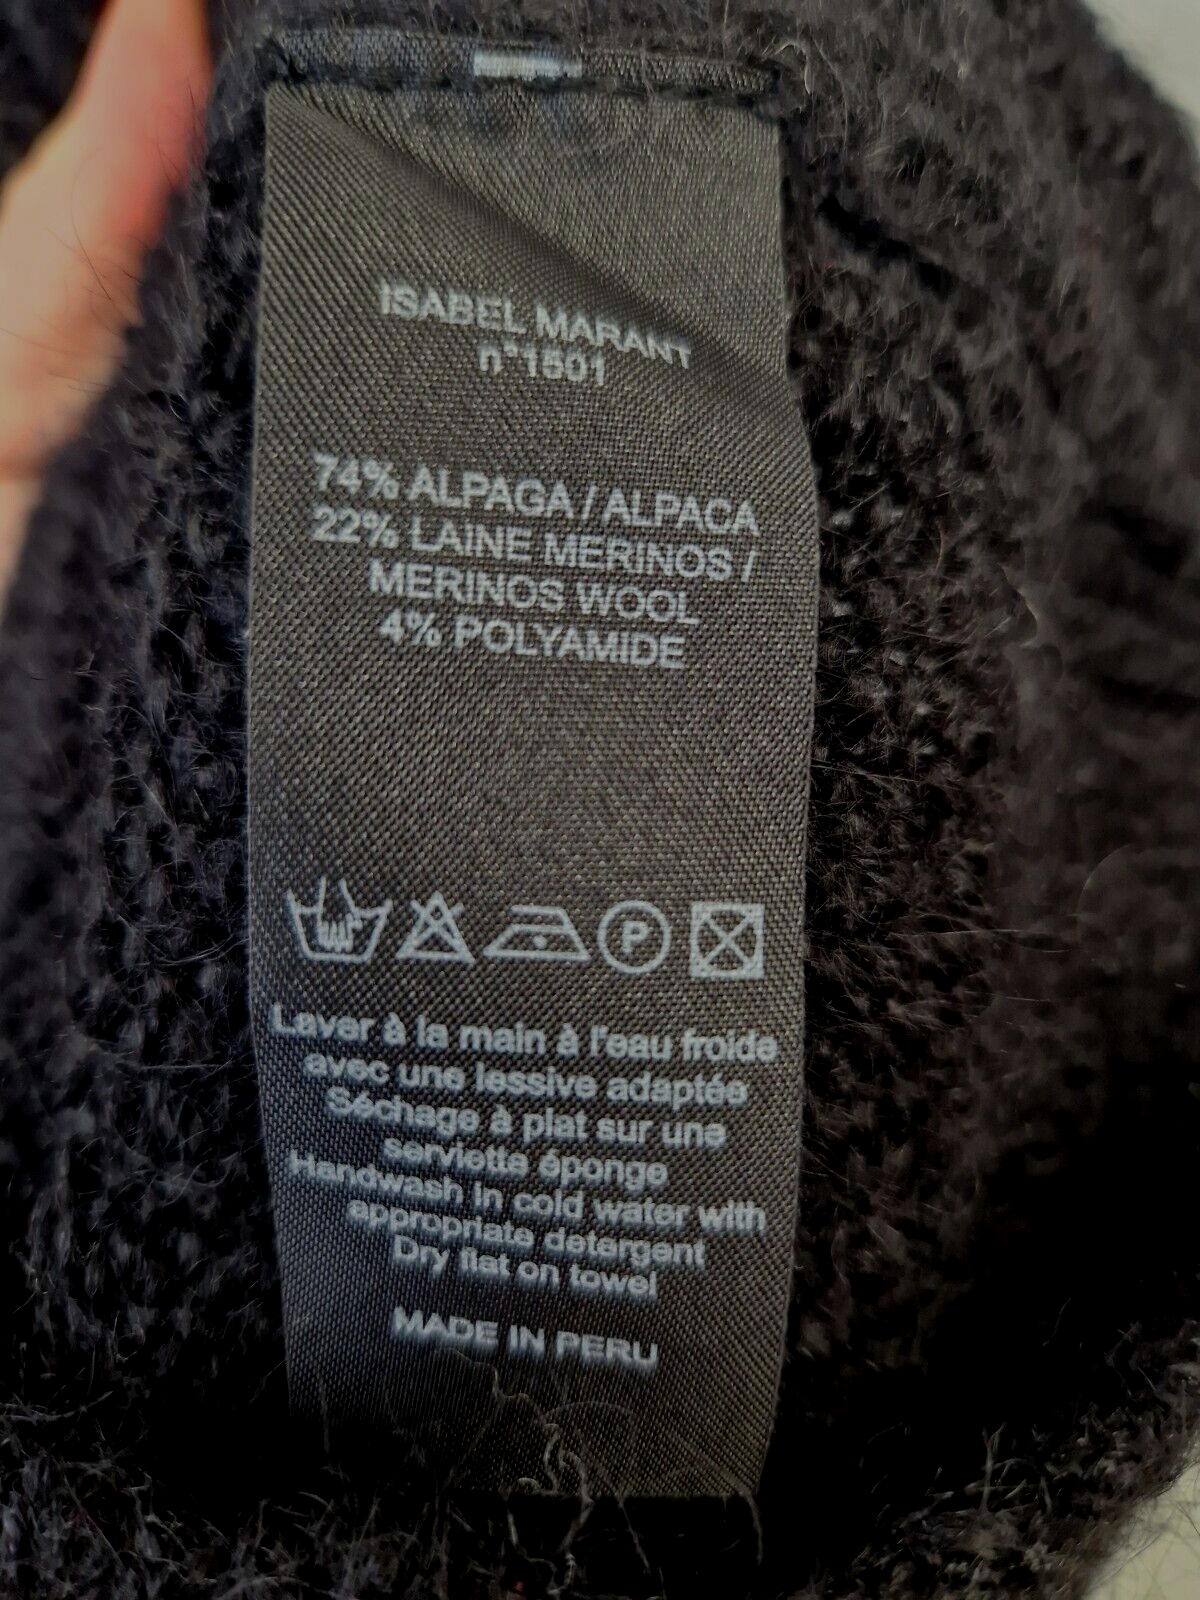 ISABEL MARANT
n°1501
74% ALPAGA / ALPACA
22% LAINE MERINOS /
MERINOS WOOL
4% POLYAMIDE
P
Laver à la main à l'eau froide
avec une lessive adaptée
Séchage à plat sur une
serviette éponge
Handwash in cold water with
appropriate detergent
Dry flat on towel
MADE IN PERU